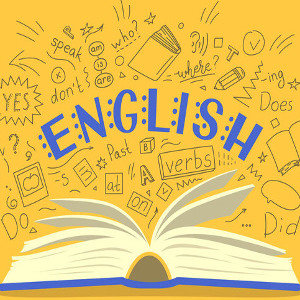 who?
speak
am
is
are
where?
don't
ing
YES
Does
ENGLISH
Past
B
verbs
A
at
on
Do
Did